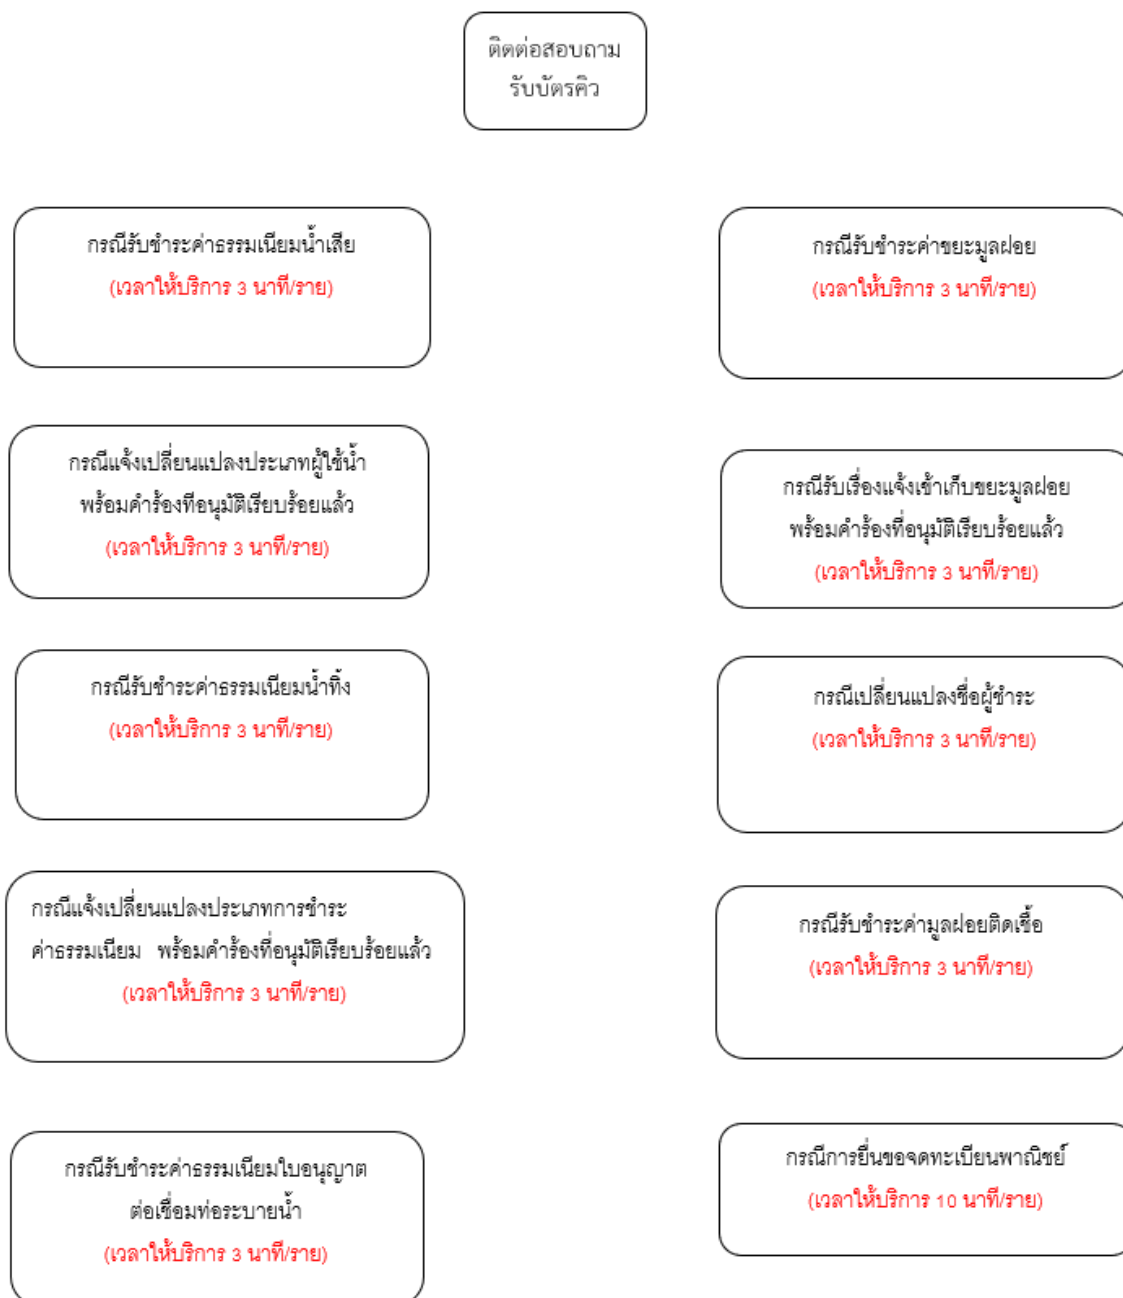 ติดต่อสอบถาม
รับบัตรคิว
กรณีรับชำระค่าธรรมเนียมน้ำเสีย
(เวลาให้บริการ 3 นาที/ราย)
กรณีรับชำระค่าขยะมูลฝอย
(เวลาให้บริการ 3 นาที/ราย)
กรณีแจ้งเปลี่ยนแปลงประเภทผู้ใช้น้ำ
พร้อมคำร้องทีอนุมัติเรียบร้อยแล้ว
(เวลาให้บริการ 3 นาที/ราย)
กรณีรับเรื่องแจ้งเข้าเก็บขยะมูลฝอย
พร้อมคำร้องที่อนุมัติเรียบร้อยแล้ว
(เวลาให้บริการ 3 นาที/ราย)
กรณีรับชำระค่าธรรมเนียมน้ำทิ้ง
(เวลาให้บริการ 3 นาที/ราย)
กรณีเปลี่ยนแปลงชื่อผู้ชำระ
(เวลาให้บริการ 3 นาที/ราย)
กรณีแจ้งเปลี่ยนแปลงประเภทการชำระ
ค่าธรรมเนียม พร้อมคำร้องที่อนุมัติเรียบร้อยแล้ว
(เวลาให้บริการ 3 นาที/ราย)
กรณีรับชำระค่ามูลฝอยติดเชื้อ
(เวลาให้บริการ 3 นาที/ราย)
กรณีรับชำระค่าธรรมเนียมใบอนุญาต
ต่อเชื่อมท่อระบายน้ำ
(เวลาให้บริการ 3 นาที/ราย)
กรณีการยื่นขอจดทะเบียนพาณิชย์
(เวลาให้บริการ 10 นาที/ราย)